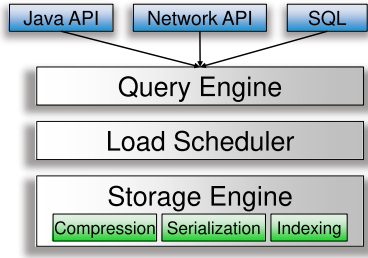 Java API Network API SQL
Query Engine
Load Scheduler
Storage Engine
Compression Serialization Indexing